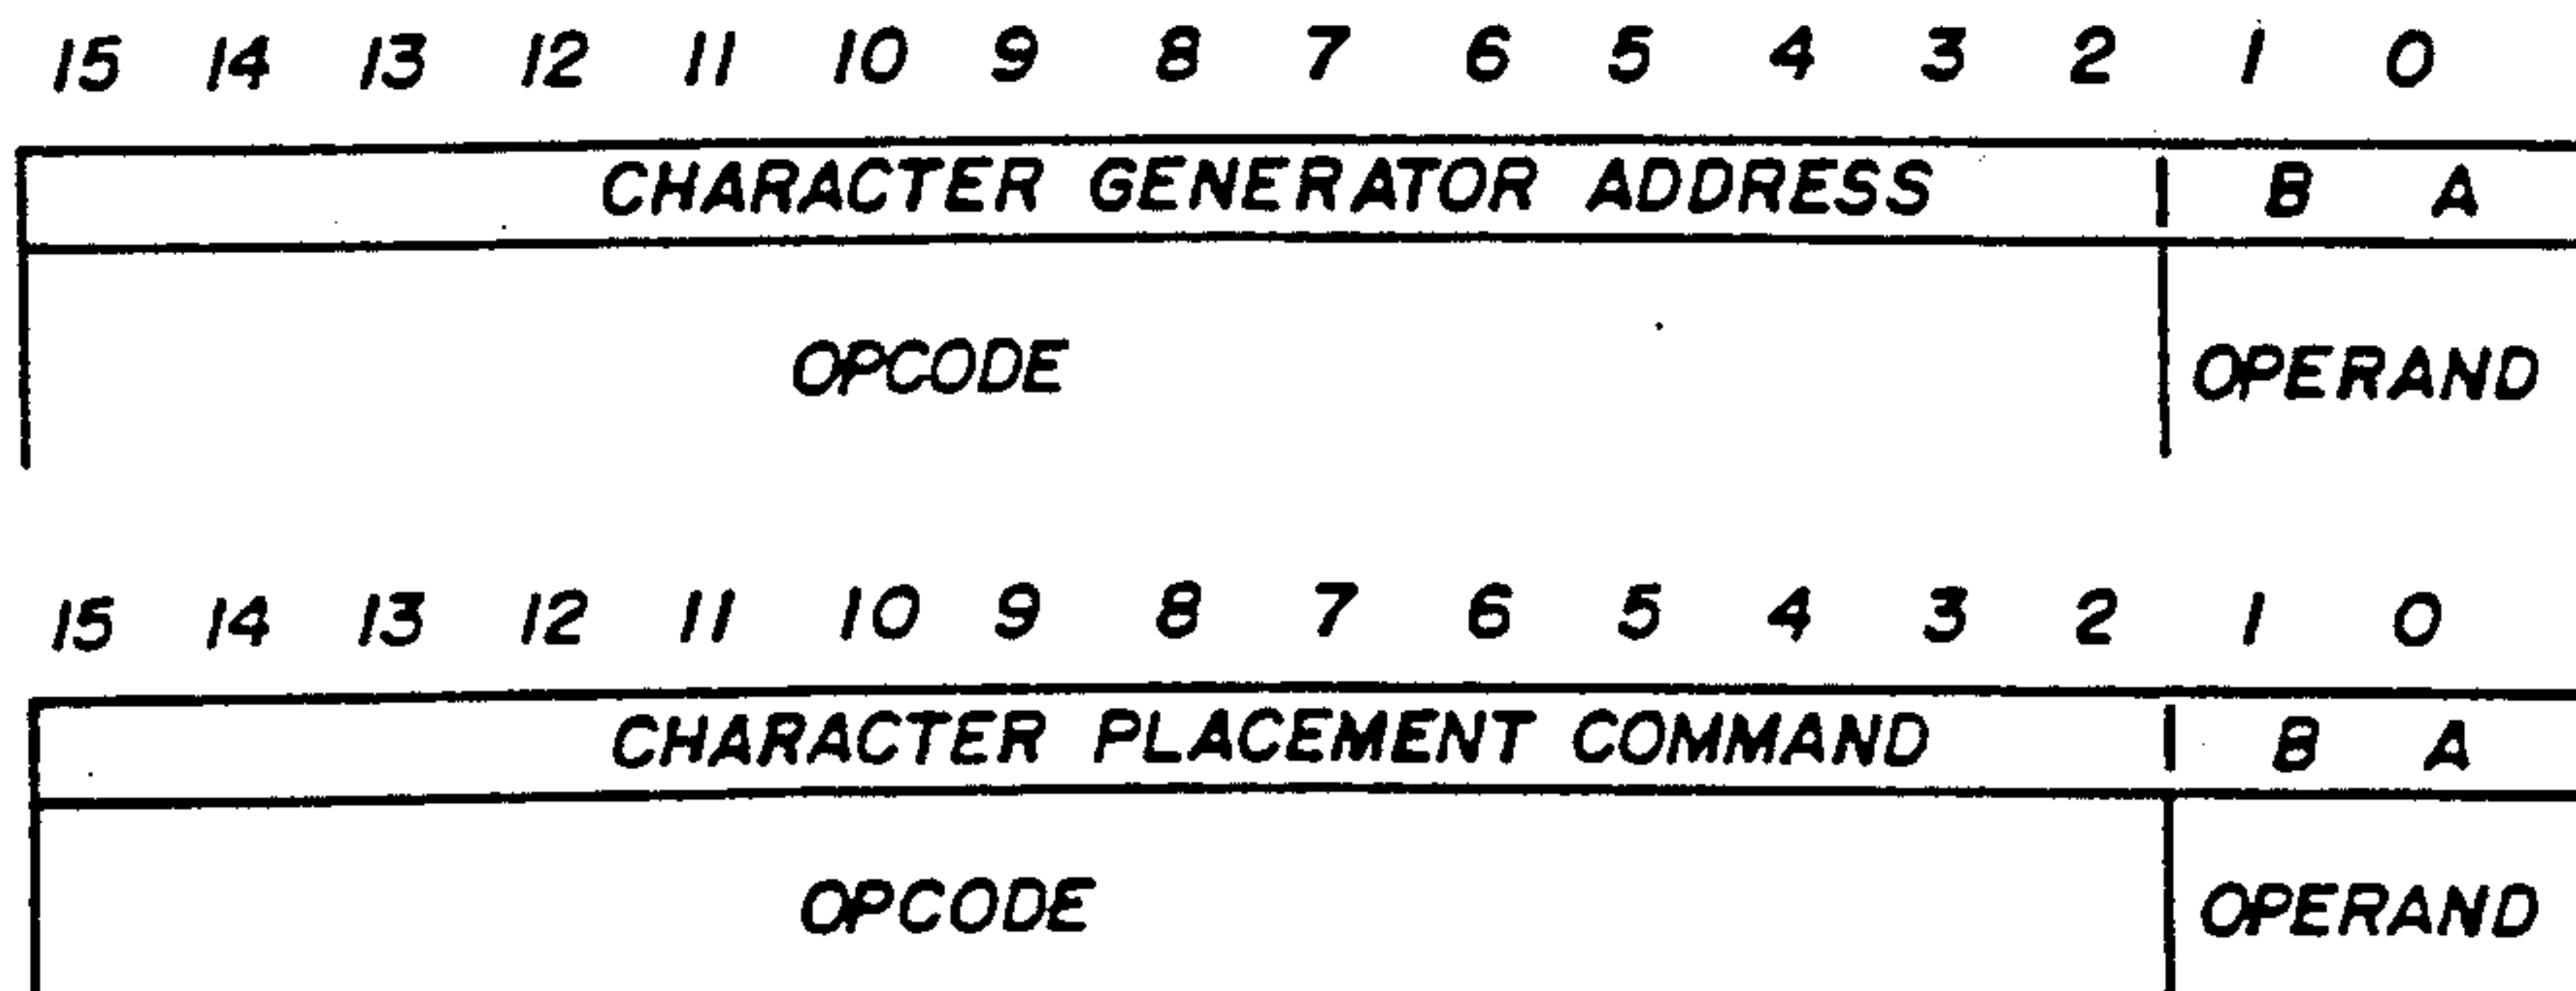 15 14 13 12 11 10 9 8 7 6 5 4 3 2 1 0
CHARACTER GENERATOR ADDRESS B A
OPCODE OPERAND
15 14 13 12 11 10 9 8 7 6 5 4 3 2 1 0
CHARACTER PLACEMENT COMMAND B A
OPCODE OPERAND